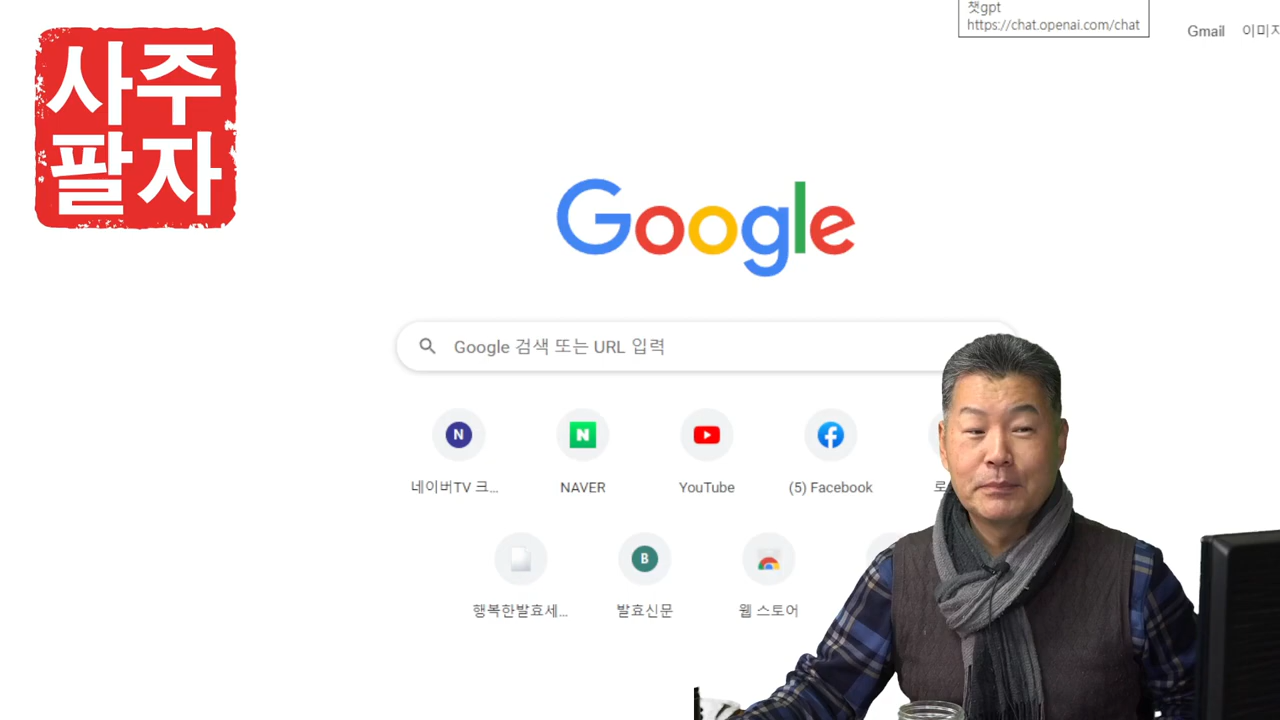 사주
팔자
챗gpt
https://chat.openai.com/chat
Gmail
Google
Google 검색 또는 URL 입력
N
N
네이버TV 크...
NAVER
YouTube
(5) Facebook
B
행복한발효세...
발효신문
웹 스토어